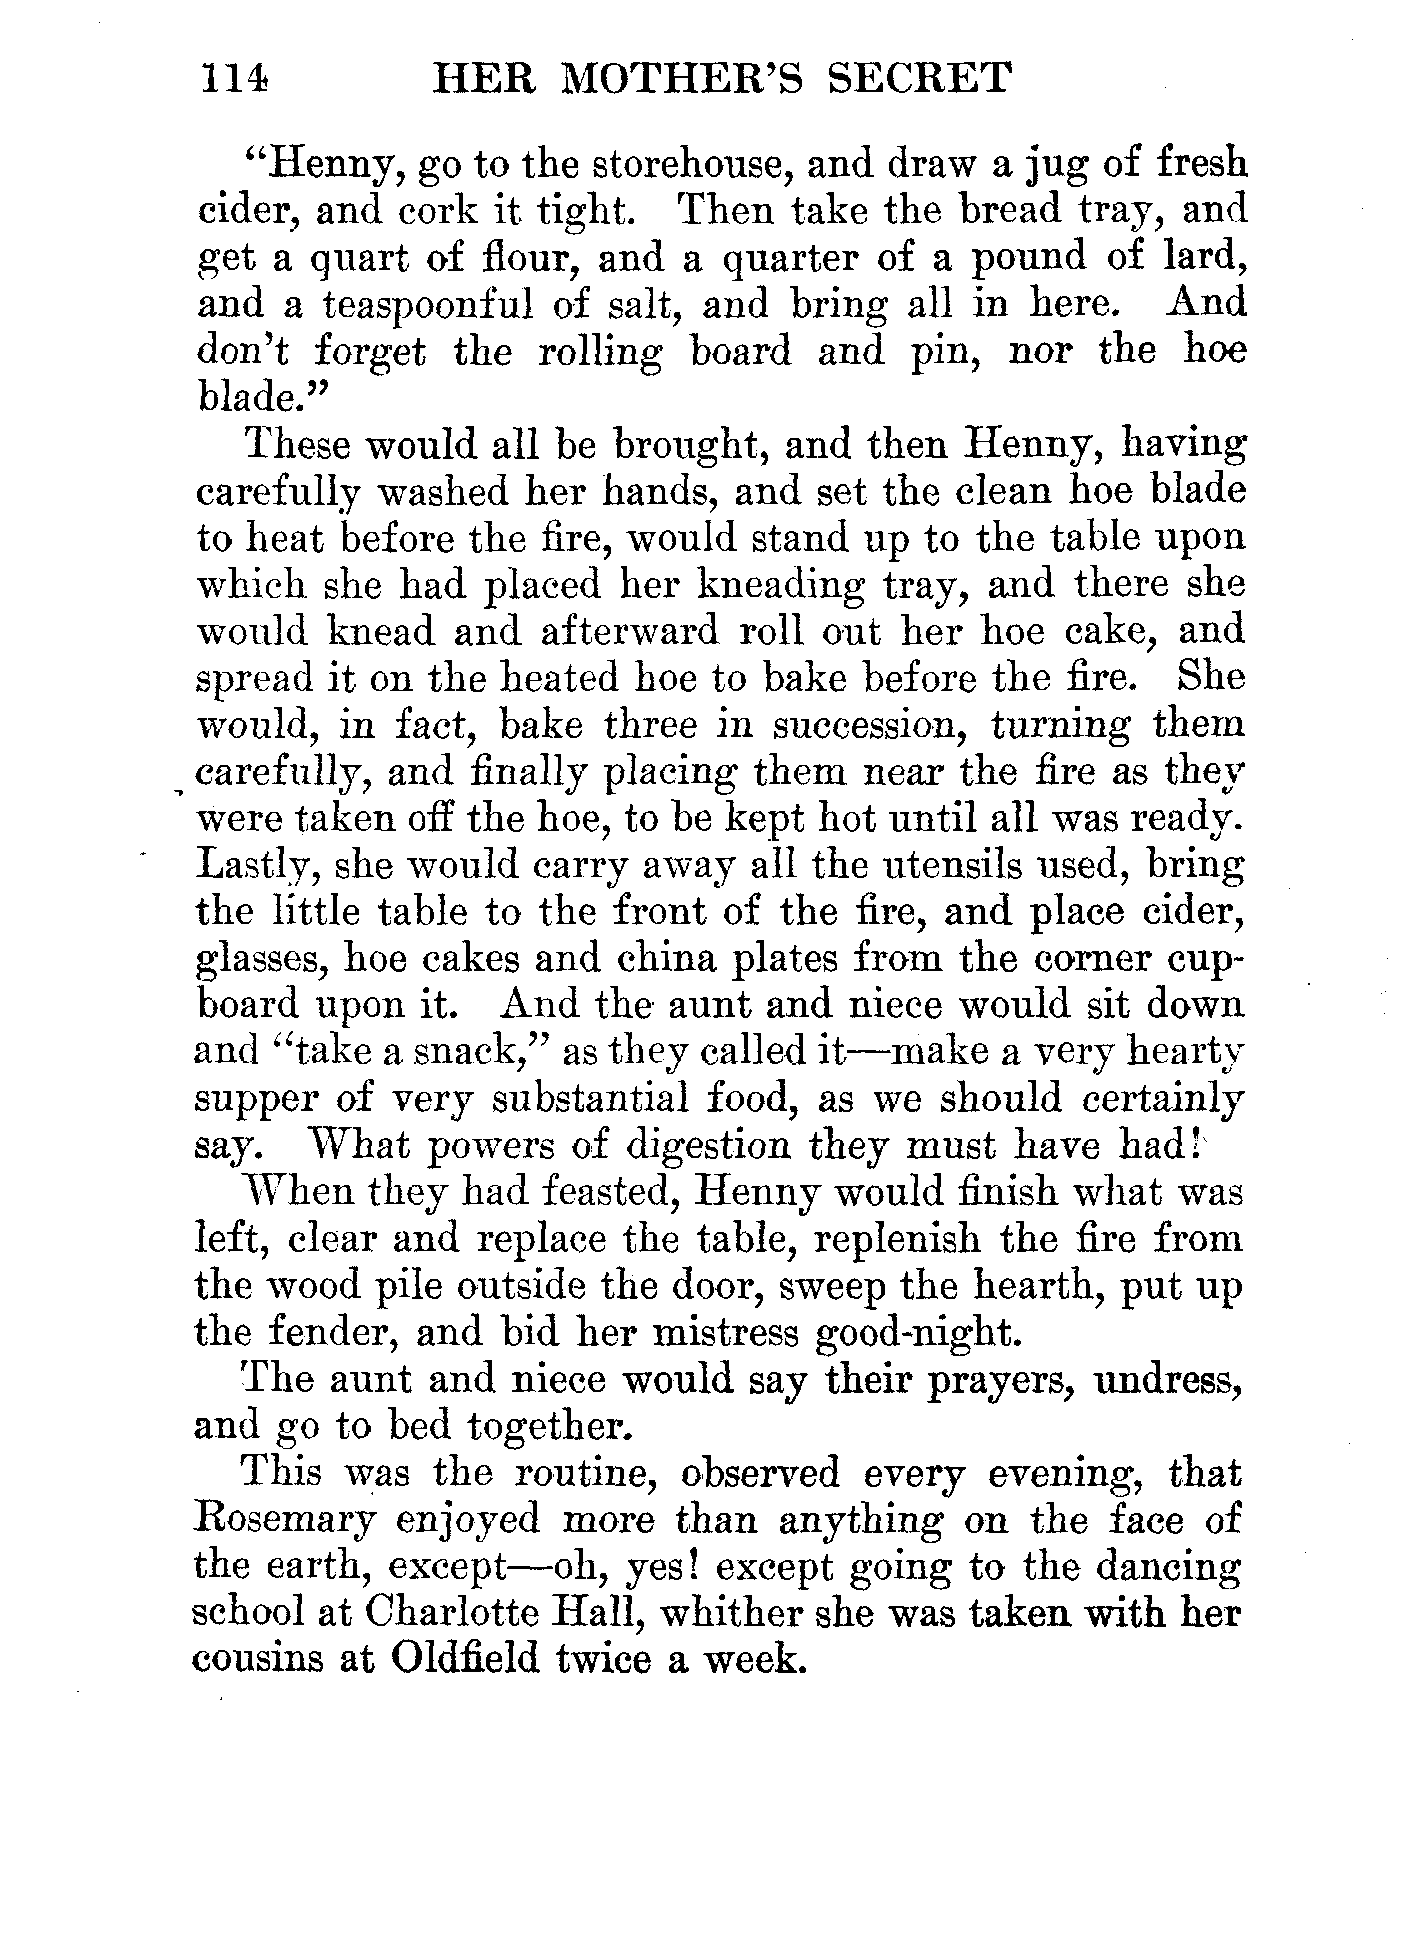 114 HER MOTHER'S SECRET
"Henny, go to the storehouse, and draw a jug of fresh
cider, and cork it tight. Then take the bread tray, and
get a quart of flour, and a quarter of a pound of lard,
and a teaspoonful of salt, and bring all in here. And
don't forget the rolling board and pin, nor the hoe
blade."
These would all be brought, and then Henny, having
carefully washed her hands, and set the clean hoe blade
to heat before the fire, would stand up to the table upon
which she had placed her kneading tray, and there she
would knead and afterward roll out her hoe cake, and
spread it on the heated hoe to bake before the fire. She
would, in fact, bake three in succession, turning them
carefully, and finally placing them near the fire as they
were taken off the hoe, to be kept hot until all was ready.
Lastly, she would carry away all the utensils used, bring
the little table to the front of the fire, and place cider,
glasses, hoe cakes and china plates from the corner cup-
board upon it. And the aunt and niece would sit down
and "take a snack," as they called it—make a very hearty
supper of very substantial food, as we should certainly
say. What powers of digestion they must have had!
When they had feasted, Henny would finish what was
left, clear and replace the table, replenish the fire from
the wood pile outside the door, sweep the hearth, put up
the fender, and bid her mistress good-night.
The aunt and niece would say their prayers, undress,
and go to bed together.
This was the routine, observed every evening, that
Rosemary enjoyed more than anything on the face of
the earth, except—oh, yes! except going to the dancing
school at Charlotte Hall, whither she was taken with her
cousins at Oldfield twice a week.